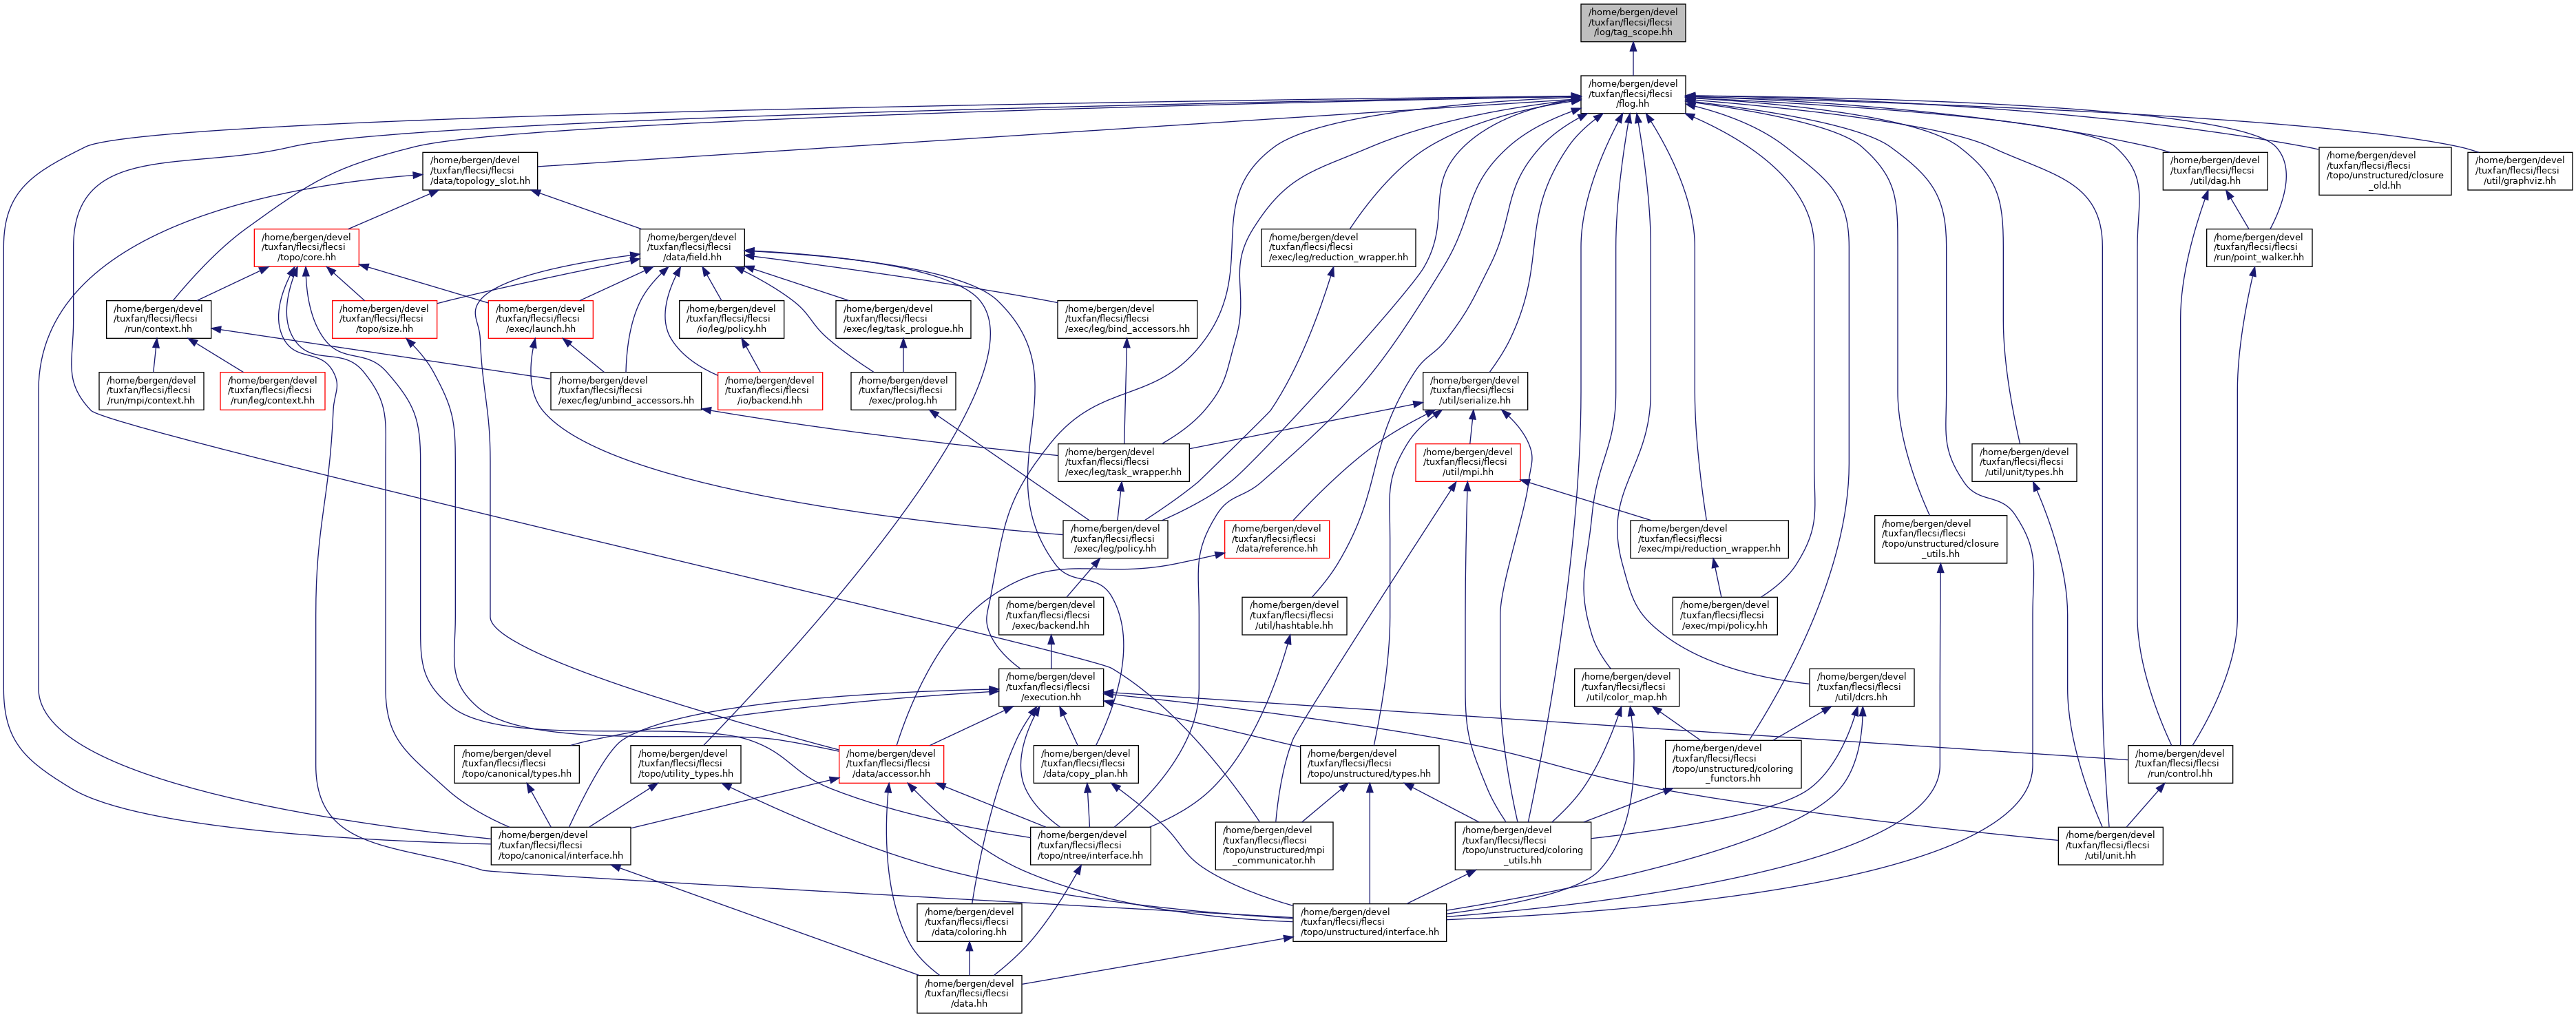 /home/bergen/devel
/tuxfan/flecsi/flecsi
/log/tag_scope.hh
/home/bergen/devel
/tuxfan/flecsi/flecsi
/flog.hh
/home/bergen/devel
/tuxfan/flecsi/flecsi
/data/topology_slot.hh
/home/bergen/devel
/tuxfan/flecsi/flecsi
/util/dag.hh
/home/bergen/devel
/tuxfan/flecsi/flecsi
/topo/unstructured/closure
_old.hh
/home/bergen/devel
/tuxfan/flecsi/flecsi
/util/graphviz.hh
/home/bergen/devel
/tuxfan/flecsi/flecsi
/topo/core.hh
/home/bergen/devel
/tuxfan/flecsi/flecsi
/data/field.hh
/home/bergen/devel
/tuxfan/flecsi/flecsi
/exec/leg/reduction_wrapper.hh
/home/bergen/devel
/tuxfan/flecsi/flecsi
/run/point_walker.hh
/home/bergen/devel
/tuxfan/flecsi/flecsi
/run/context.hh
/home/bergen/devel
/tuxfan/flecsi/flecsi
/topo/size.hh
/home/bergen/devel
/tuxfan/flecsi/flecsi
/exec/launch.hh
/home/bergen/devel
/tuxfan/flecsi/flecsi
/io/leg/policy.hh
/home/bergen/devel
/tuxfan/flecsi/flecsi
/exec/leg/task_prologue.hh
/home/bergen/devel
/tuxfan/flecsi/flecsi
/exec/leg/bind_accessors.hh
/home/bergen/devel
/tuxfan/flecsi/flecsi
/run/mpi/context.hh
/home/bergen/devel
/tuxfan/flecsi/flecsi
/run/leg/context.hh
/home/bergen/devel
/tuxfan/flecsi/flecsi
/exec/leg/unbind_accessors.hh
/home/bergen/devel
/tuxfan/flecsi/flecsi
/io/backend.hh
/home/bergen/devel
/tuxfan/flecsi/flecsi
/exec/prolog.hh
/home/bergen/devel
/tuxfan/flecsi/flecsi
/util/serialize.hh
/home/bergen/devel
/tuxfan/flecsi/flecsi
/exec/leg/task_wrapper.hh
/home/bergen/devel
/tuxfan/flecsi/flecsi
/util/mpi.hh
/home/bergen/devel
/tuxfan/flecsi/flecsi
/util/unit/types.hh
/home/bergen/devel
/tuxfan/flecsi/flecsi
/exec/leg/policy.hh
/home/bergen/devel
/tuxfan/flecsi/flecsi
/data/reference.hh
/home/bergen/devel
/tuxfan/flecsi/flecsi
/exec/mpi/reduction_wrapper.hh
/home/bergen/devel
/tuxfan/flecsi/flecsi
/topo/unstructured/closure
_utils.hh
/home/bergen/devel
/tuxfan/flecsi/flecsi
/exec/backend.hh
/home/bergen/devel
/tuxfan/flecsi/flecsi
/util/hashtable.hh
/home/bergen/devel
/tuxfan/flecsi/flecsi
/exec/mpi/policy.hh
/home/bergen/devel
/tuxfan/flecsi/flecsi
/execution.hh
/home/bergen/devel
/tuxfan/flecsi/flecsi
/util/color_map.hh
/home/bergen/devel
/tuxfan/flecsi/flecsi
/util/dcrs.hh
/home/bergen/devel
/tuxfan/flecsi/flecsi
/topo/canonical/types.hh
/home/bergen/devel
/tuxfan/flecsi/flecsi
/topo/utility_types.hh
/home/bergen/devel
/tuxfan/flecsi/flecsi
/data/accessor.hh
/home/bergen/devel
/tuxfan/flecsi/flecsi
/data/copy_plan.hh
/home/bergen/devel
/tuxfan/flecsi/flecsi
/topo/unstructured/types.hh
/home/bergen/devel
/tuxfan/flecsi/flecsi
/topo/unstructured/coloring
_functors.hh
/home/bergen/devel
/tuxfan/flecsi/flecsi
/run/control.hh
/home/bergen/devel
/tuxfan/flecsi/flecsi
/topo/canonical/interface.hh
/home/bergen/devel
/tuxfan/flecsi/flecsi
/topo/ntree/interface.hh
/home/bergen/devel
/tuxfan/flecsi/flecsi
/topo/unstructured/mpi
_communicator.hh
/home/bergen/devel
/tuxfan/flecsi/flecsi
/topo/unstructured/coloring
_utils.hh
/home/bergen/devel
/tuxfan/flecsi/flecsi
/util/unit.hh
/home/bergen/devel
/tuxfan/flecsi/flecsi
/data/coloring.hh
/home/bergen/devel
/tuxfan/flecsi/flecsi
/topo/unstructured/interface.hh
/home/bergen/devel
/tuxfan/flecsi/flecsi
/data.hh